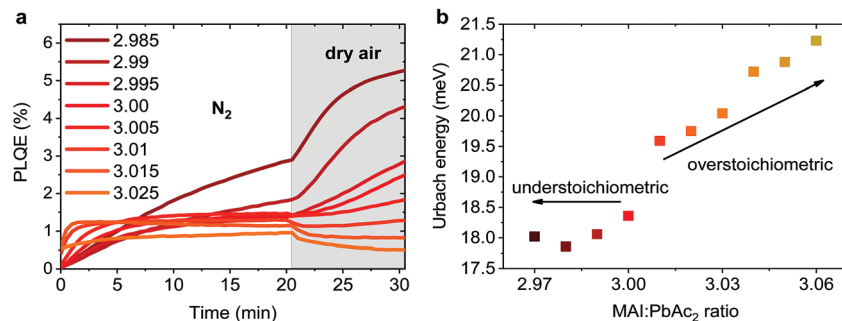 a
PLQE (%)
6
5
4
3
2
1
0
2.985
2.99
2.995
3.00
3.005
3.01
3.015
3.025
N₂
dry air
0 5 10 15 20 25 30
Time (min)
b
Urbach energy (meV)
21.5
21.0
20.5
20.0
19.5
19.0
18.5
18.0
17.5
understoichiometric
overstoichiometric
2.97 3.00 3.03 3.06
MAI:PbAc₂ ratio